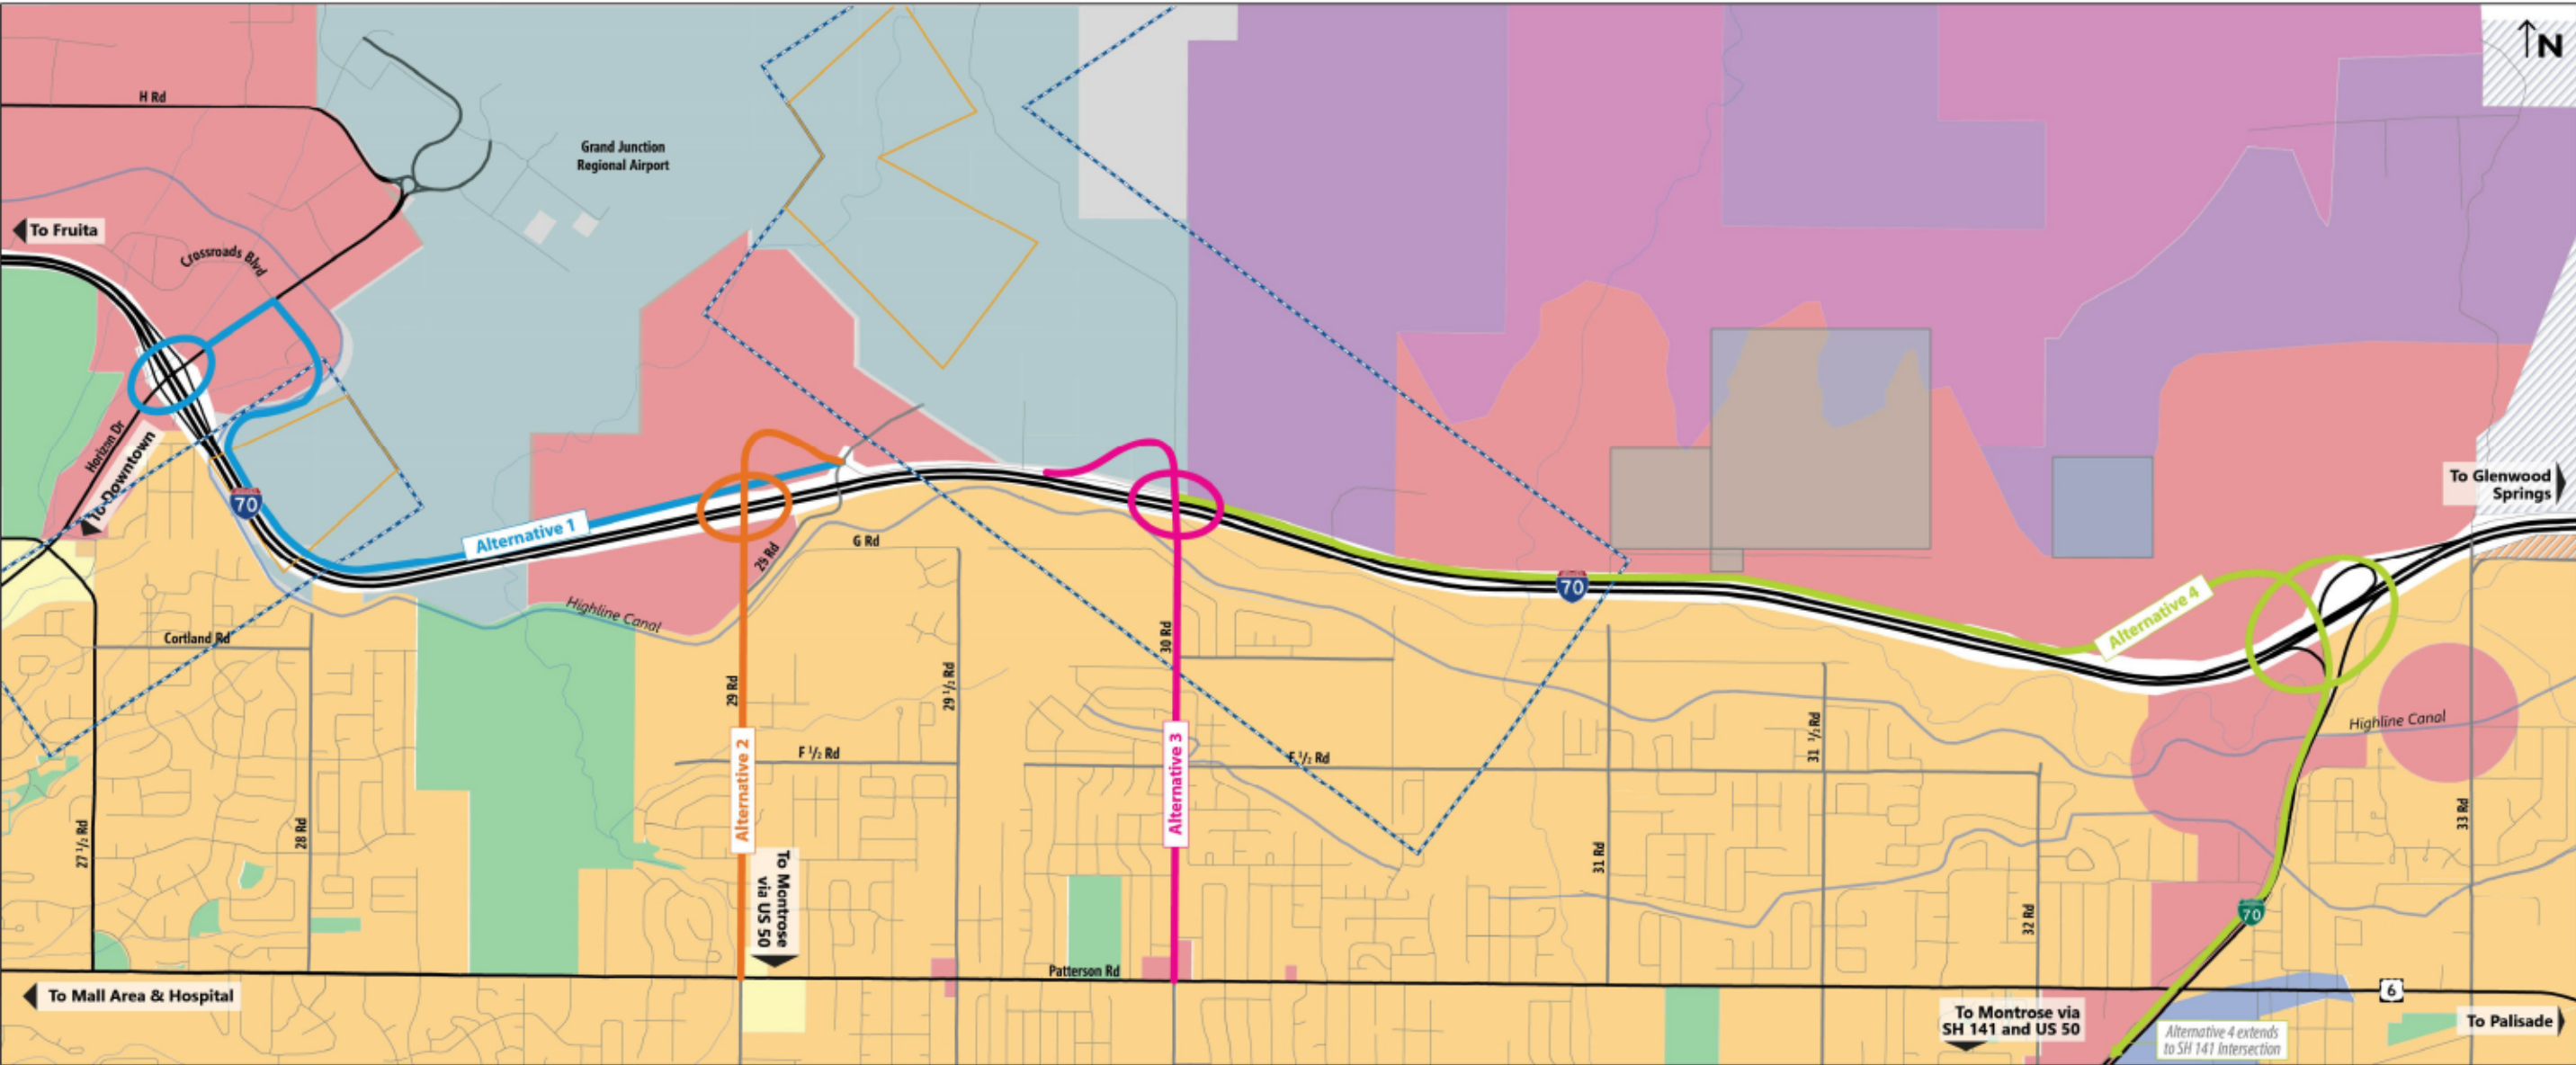 N
H Rd
Grand Junction
Regional Airport
To Fruita
Crossroads Blvd
Horizon Dr
To Downtown
70
To Glenwood
Springs
Alternative 1
29 Rd
G Rd
70
Alternative 4
Highline Canal
Cortland Rd
30 Rd
29 Rd
29 1/2 Rd
Highline Canal
31 1/2 Rd
F 1/2 Rd
F 1/2 Rd
Alternative 2
Alternative 3
27 1/2 Rd
28 Rd
31 Rd
33 Rd
32 Rd
70
To Montrose
via US 50
Patterson Rd
To Mall Area & Hospital
6
To Montrose via
SH 141 and US 50
To Palisade
Alternative 4 extends
to SH 141 Intersection